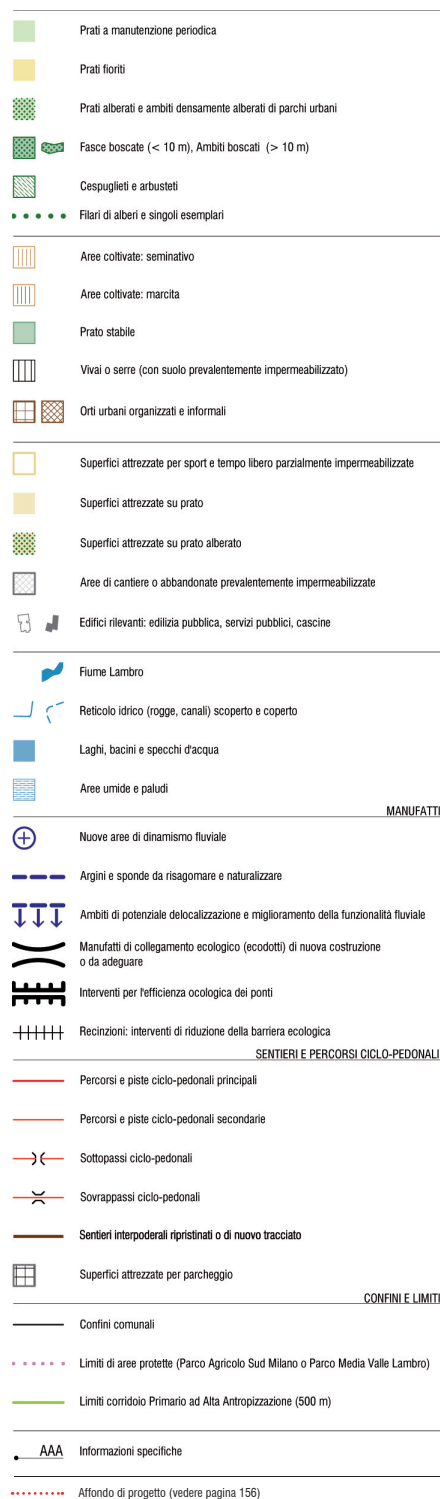 Prati a manutenzione periodica
Prati fioriti
Prati alberati e ambiti densamente alberati di parchi urbani
Fasce boscate (< 10 m), Ambiti boscati (> 10 m)
Cespuglieti e arbusteti
Filari di alberi e singoli esemplari
Aree coltivate: seminativo
Aree coltivate: marcita
Prato stabile
Vivai o serre (con suolo prevalentemente impermeabilizzato)
Orti urbani organizzati e informali
Superfici attrezzate per sport e tempo libero parzialmente impermeabilizzate
Superfici attrezzate su prato
Superfici attrezzate su prato alberato
Aree di cantiere o abbandonate prevalentemente impermeabilizzate
Edifici rilevanti: edilizia pubblica, servizi pubblici, cascine
Fiume Lambro
Reticolo idrico (rogge, canali) scoperto e coperto
Laghi, bacini e specchi d'acqua
Aree umide e paludi
MANUFATTI
Nuove aree di dinamismo fluviale
Argini e sponde da risagomare e naturalizzare
Ambiti di potenziale delocalizzazione e miglioramento della funzionalità fluviale
Manufatti di collegamento ecologico (ecodotti) di nuova costruzione
o da adeguare
Interventi per l'efficienza ocologica dei ponti
Recinzioni: interventi di riduzione della barriera ecologica
SENTIERI E PERCORSI CICLO-PEDONALI
Percorsi e piste ciclo-pedonali principali
Percorsi e piste ciclo-pedonali secondarie
Sottopassi ciclo-pedonali
Sovrappassi ciclo-pedonali
Sentieri interpoderali ripristinati o di nuovo tracciato
Superfici attrezzate per parcheggio
CONFINI E LIMITI
Confini comunali
Limiti di aree protette (Parco Agricolo Sud Milano o Parco Media Valle Lambro)
Limiti corridoio Primario ad Alta Antropizzazione (500 m)
AAA Informazioni specifiche
Affondo di progetto (vedere pagina 156)